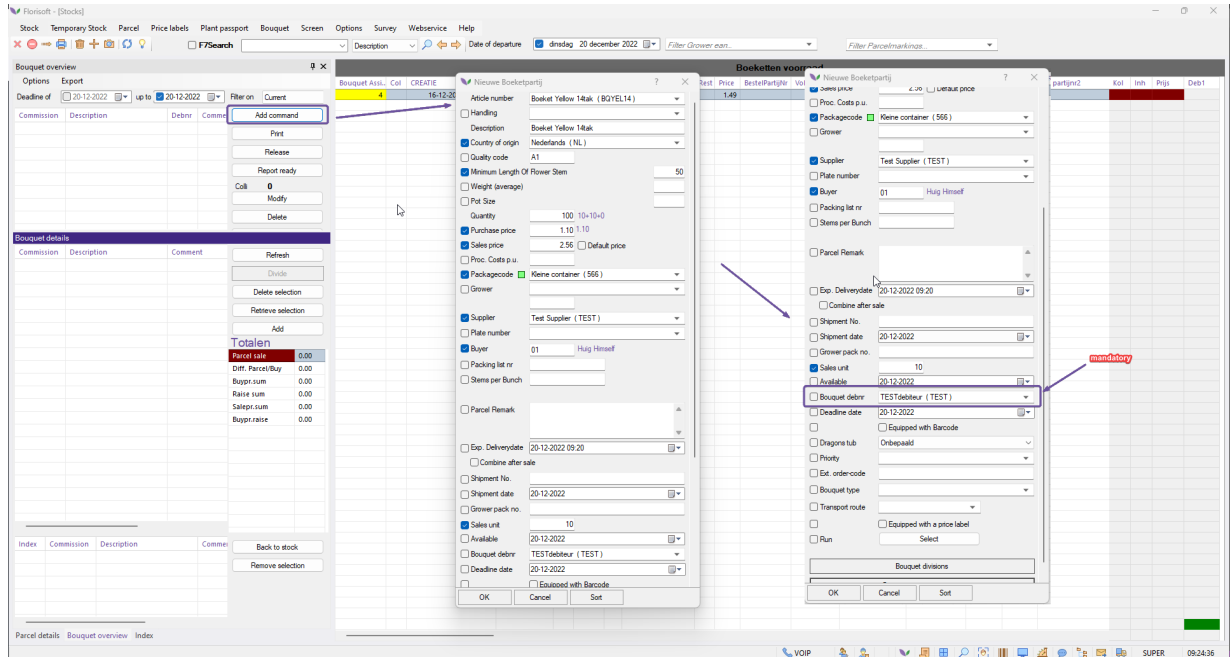 Florisoft - [Stocks]
Stock Temporary Stock Parcel Price labels Plant passport Bouquet Screen Options Survey Webservice Help
F7Search Description Date of departure dinsdag 20 december 2022 Filter Grower ean.. Filter Parcelmarkings...
Bouquet overview
Options Export
Deadline of 20-12-2022 up to 20-12-2022 Filter on Current
Commission Description Debnr Comme
Add command
Print
Release
Report ready
Colli 0
Modify
Delete
Bouquet details
Commission Description Comment
Refresh
Divide
Delete selection
Retrieve selection
Add
Totalen
Parcel sale 0.00
Diff. Parcel/Buy 0.00
Buypr.sum 0.00
Raise sum 0.00
Salepr.sum 0.00
Buypr.raise 0.00
Index Commission Description Commen
Back to stock
Remove selection
Parcel details Bouquet overview Index
Boeketten voorraad
Bouquet Assi.. Col CREATIE Rest Price BestelPartijNr Vol partijnr2 Kol Inh Prijs Deb1
4 16-12-20 1.49
Nieuwe Boeketpartij
Article number Boeket Yellow 14tak ( BQYEL14 )
Handling
Description Boeket Yellow 14tak
Country of origin Nederlands ( NL )
Quality code A1
Minimum Length Of Flower Stem 50
Weight (average)
Pot Size
Quantity 100 10*10+0
Purchase price 1.10 1.10
Sales price 2.56 Default price
Proc. Costs p.u.
Packagecode Kleine container ( 566 )
Grower
Supplier Test Supplier ( TEST )
Plate number
Buyer 01 Huig Himself
Packing list nr
Stems per Bunch
Parcel Remark
Exp. Deliverydate 20-12-2022 09:20
Combine after sale
Shipment No.
Shipment date 20-12-2022
Grower pack no.
Sales unit 10
Available 20-12-2022
Bouquet debnr TESTdebiteur ( TEST )
Deadline date 20-12-2022
Equipped with Barcode
OK Cancel Sort
Nieuwe Boeketpartij
Sales price 2.56 Default price
Proc. Costs p.u.
Packagecode Kleine container ( 566 )
Grower
Supplier Test Supplier ( TEST )
Plate number
Buyer 01 Huig Himself
Packing list nr
Stems per Bunch
Parcel Remark
Exp. Deliverydate 20-12-2022 09:20
Combine after sale
Shipment No.
Shipment date 20-12-2022
Grower pack no.
Sales unit 10
Available 20-12-2022
Bouquet debnr TESTdebiteur ( TEST )
Deadline date 20-12-2022
Equipped with Barcode
Dragons tub Onbepaald
Priority
Ext. order-code
Bouquet type
Transport route
Equipped with a price label
Run Select
Bouquet divisions
OK Cancel Sort
mandatory
VOIP SUPER 09:24:36